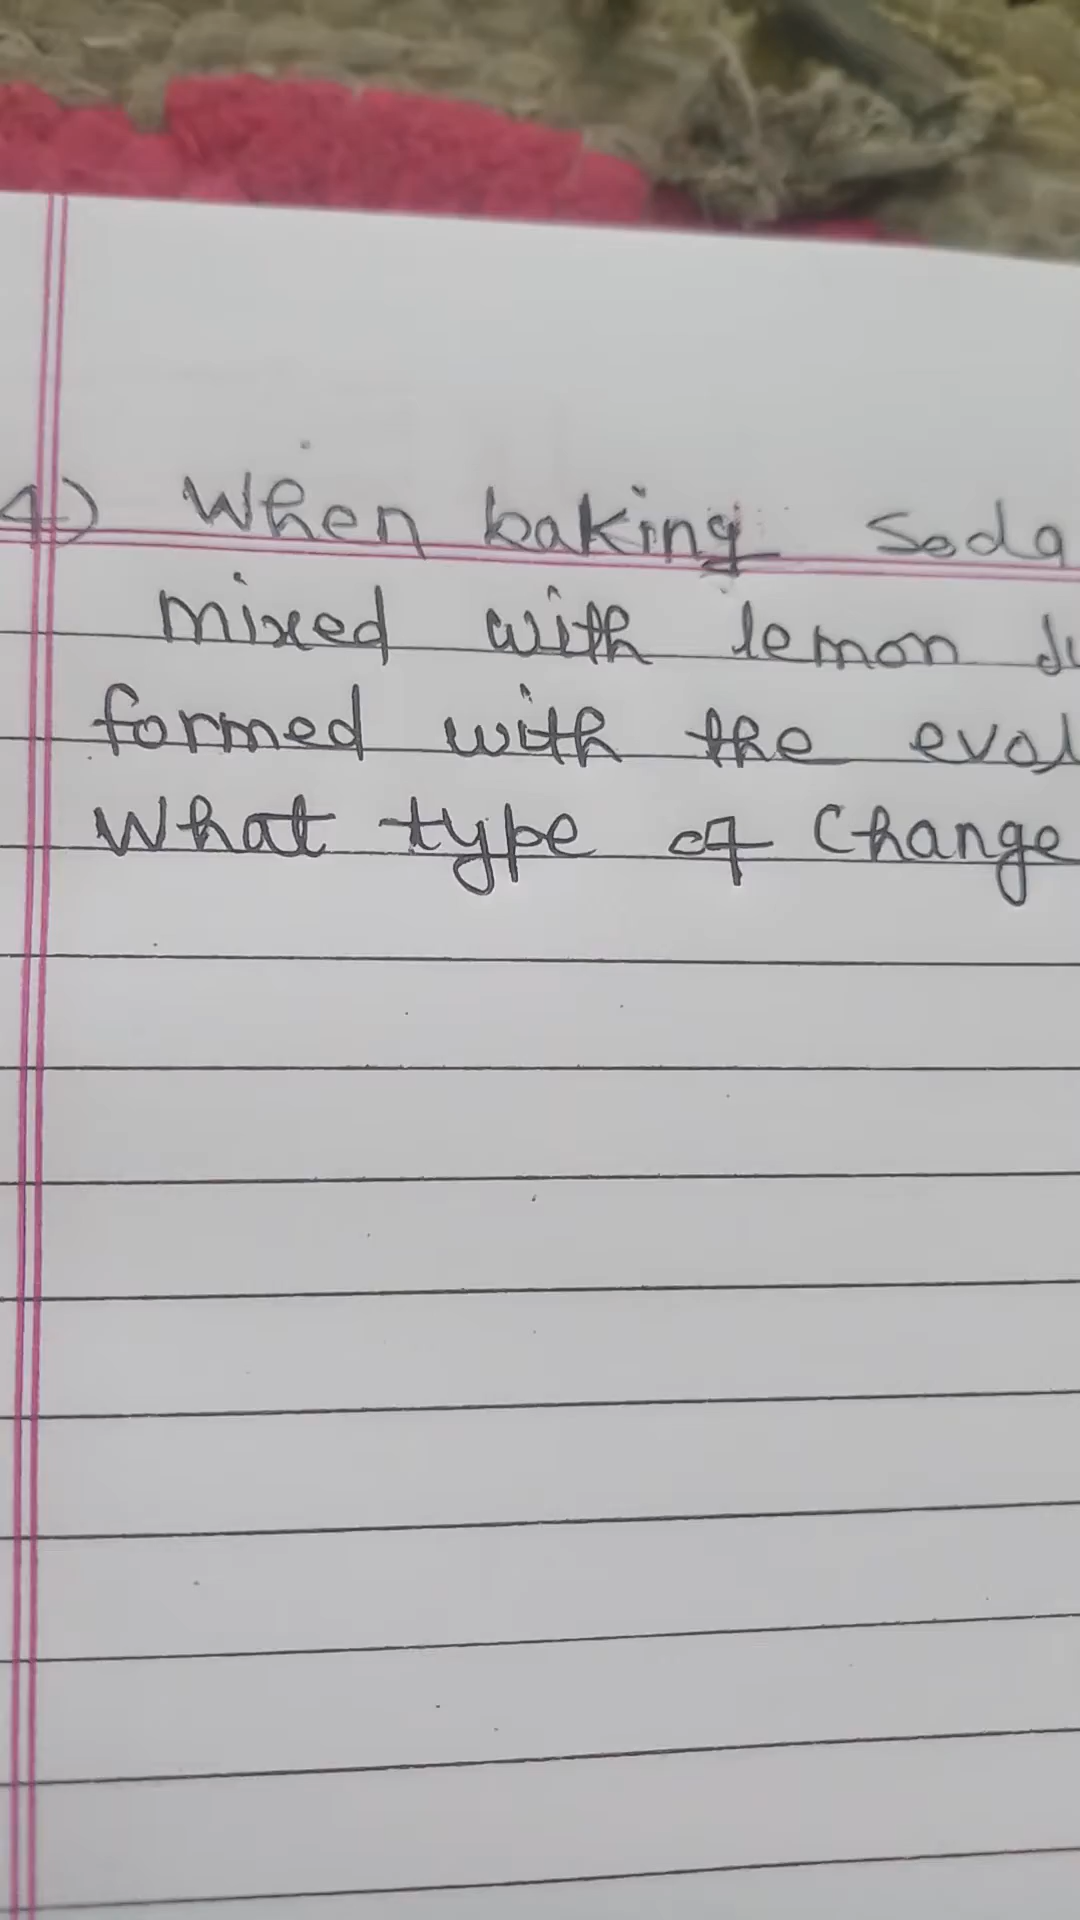 4) When baking soda
mixed with lemon
formed with the
What type of Change